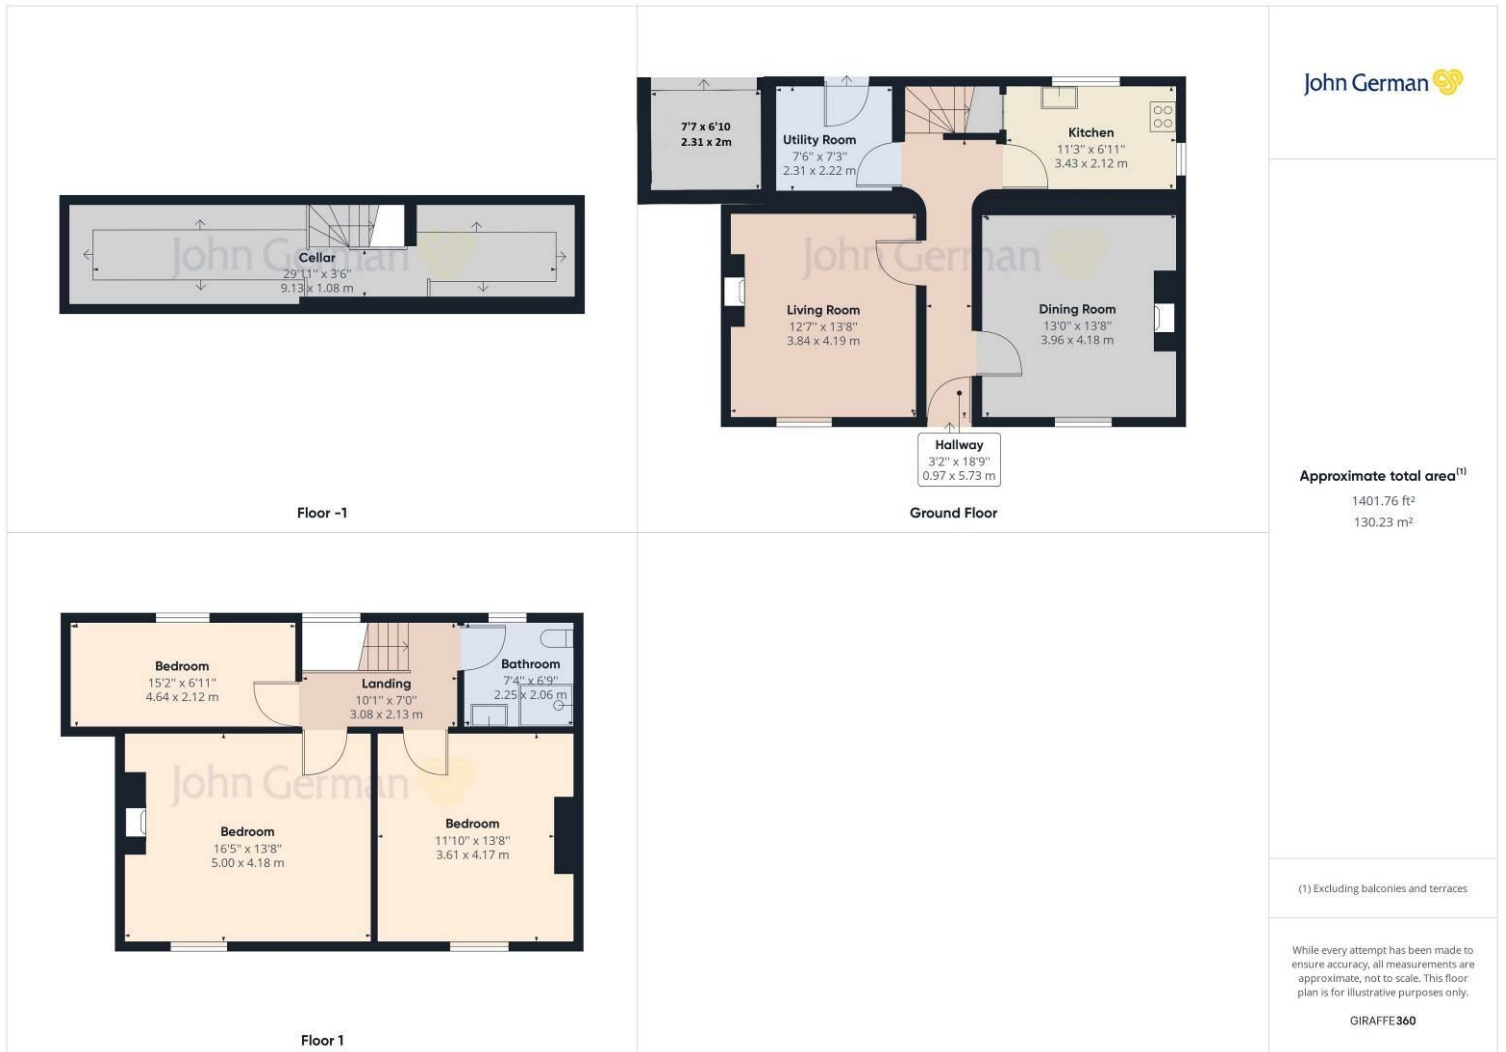 John German
Cellar
29'11" x 3'6"
9.13 x 1.08 m
Floor -1
John German
7'7 x 6'10
2.31 x 2m
Utility Room
7'6" x 7'3"
2.31 x 2.22 m
Kitchen
11'3" x 6'11"
3.43 x 2.12 m
John German
Living Room
12'7" x 13'8"
3.84 x 4.19 m
Dining Room
13'0" x 13'8"
3.96 x 4.18 m
Hallway
3'2" x 18'9"
0.97 x 5.73 m
Ground Floor
Bedroom
15'2" x 6'11"
4.64 x 2.12 m
Landing
10'1" x 7'0"
3.08 x 2.13 m
Bathroom
7'4" x 6'9"
2.25 x 2.06 m
John German
Bedroom
16'5" x 13'8"
5.00 x 4.18 m
Bedroom
11'10" x 13'8"
3.61 x 4.17 m
Floor 1
Approximate total area(1)
1401.76 ft²
130.23 m²
(1) Excluding balconies and terraces
While every attempt has been made to
ensure accuracy, all measurements are
approximate, not to scale. This floor
plan is for illustrative purposes only.
GIRAFFE360